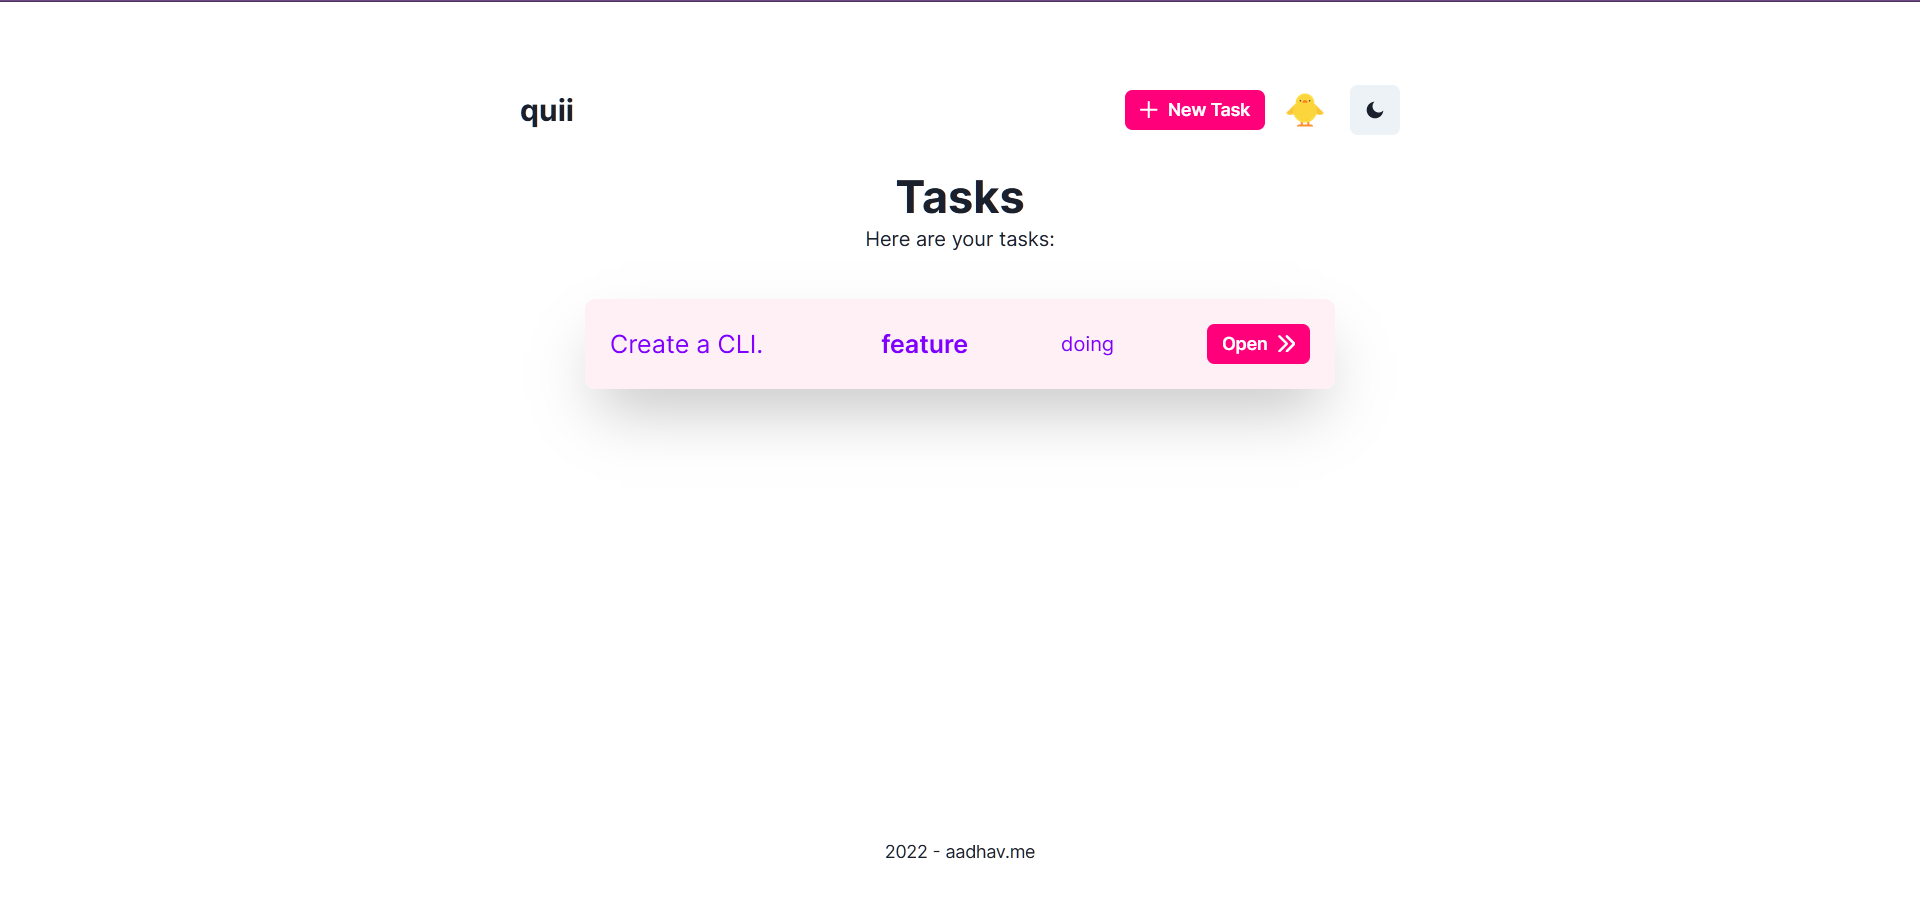 quii
New Task
Tasks
Here are your tasks:
Create a CLI. feature doing Open
2022 - aadhav.me